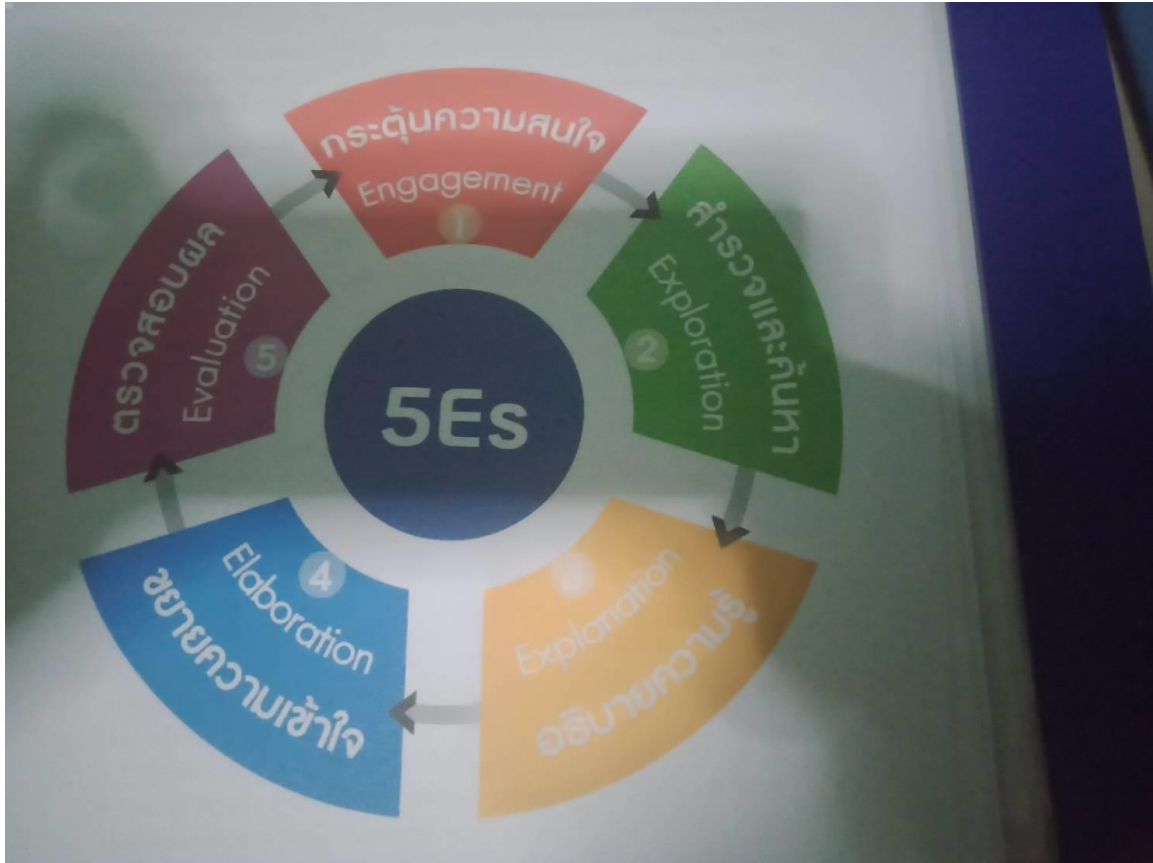 5Es
กระตุ้นความสนใจ
Engagement
1
สำรวจและค้นหา
Exploration
2
อธิบายความรู้
Explanation
3
ขยายความเข้าใจ
Elaboration
4
ตรวจสอบผล
Evaluation
5